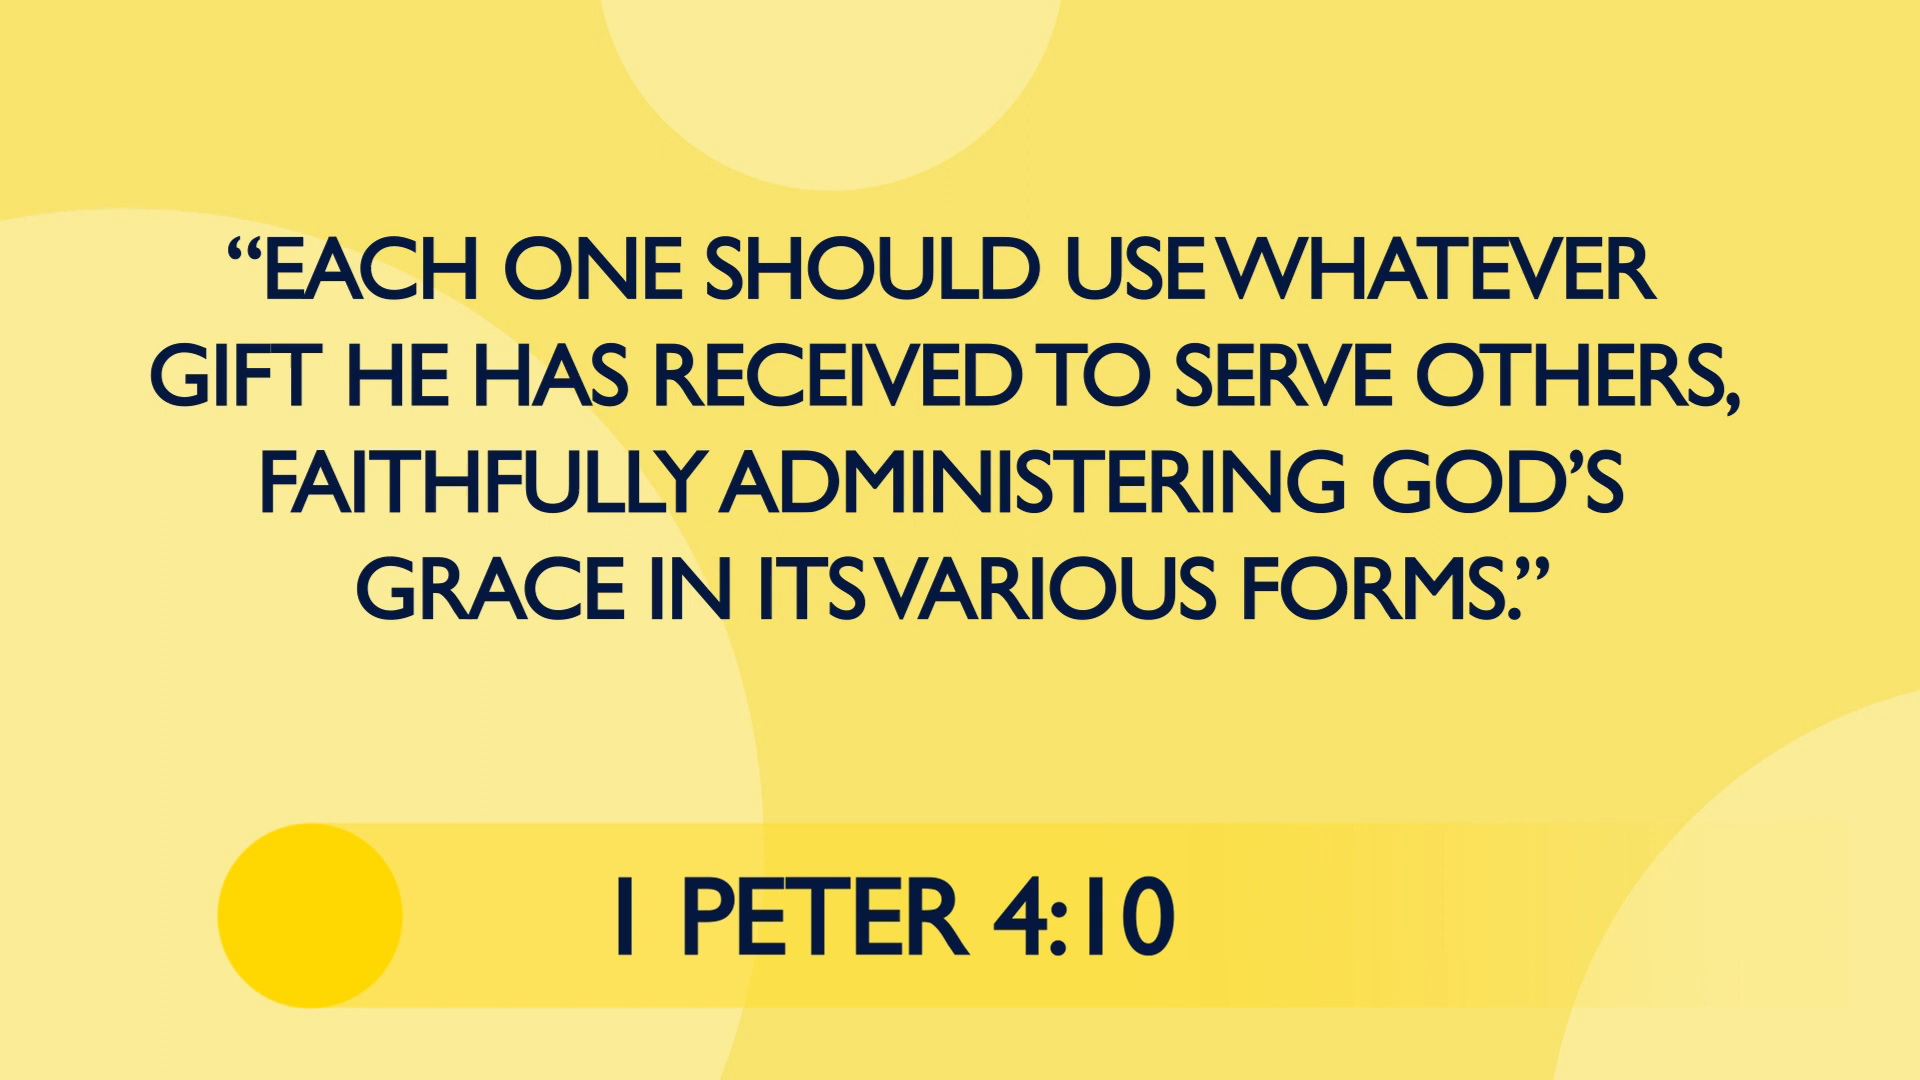 “EACH ONE SHOULD USE WHATEVER
GIFT HE HAS RECEIVED TO SERVE OTHERS,
FAITHFULLY ADMINISTERING GOD’S
GRACE IN ITS VARIOUS FORMS.”
1 PETER 4:10